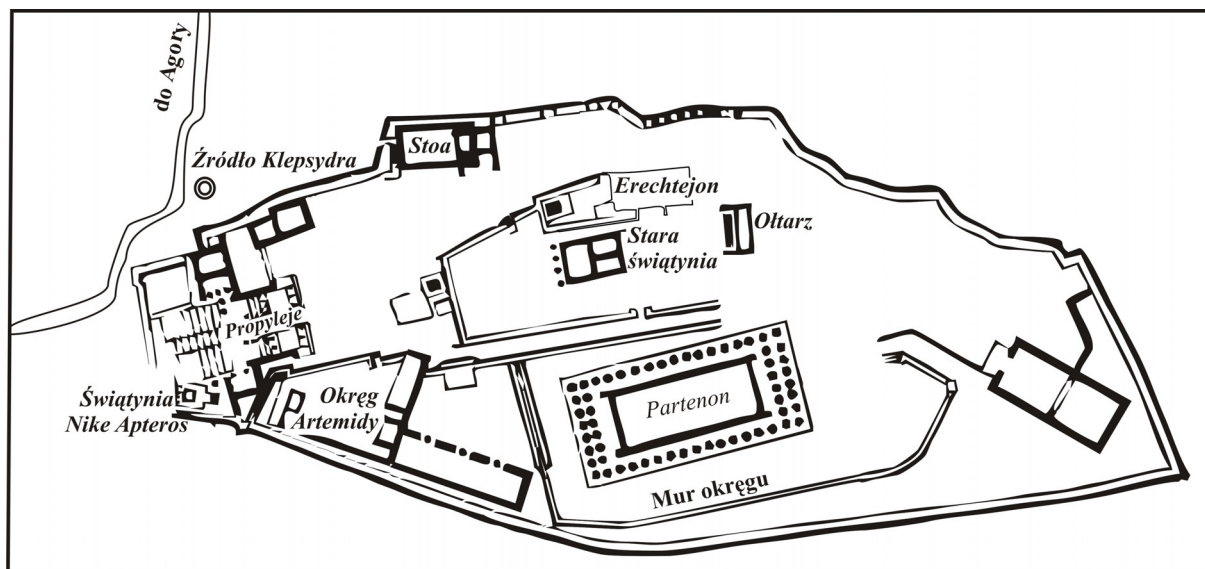 do Agory
Źródło Klepsydra
Stoa
Erechtejon
Ołtarz
Stara
świątynia
Propyleje
Świątynia
Nike Apteros
Okręg
Artemidy
Partenon
Mur okręgu